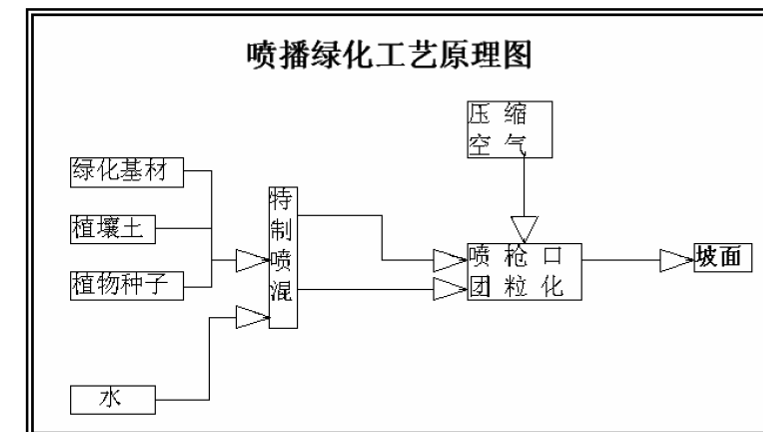 喷播绿化工艺原理图
压缩
空气
绿化基材
植壤土
植物种子
水
特
制
喷
混
喷枪口
团粒化
坡面